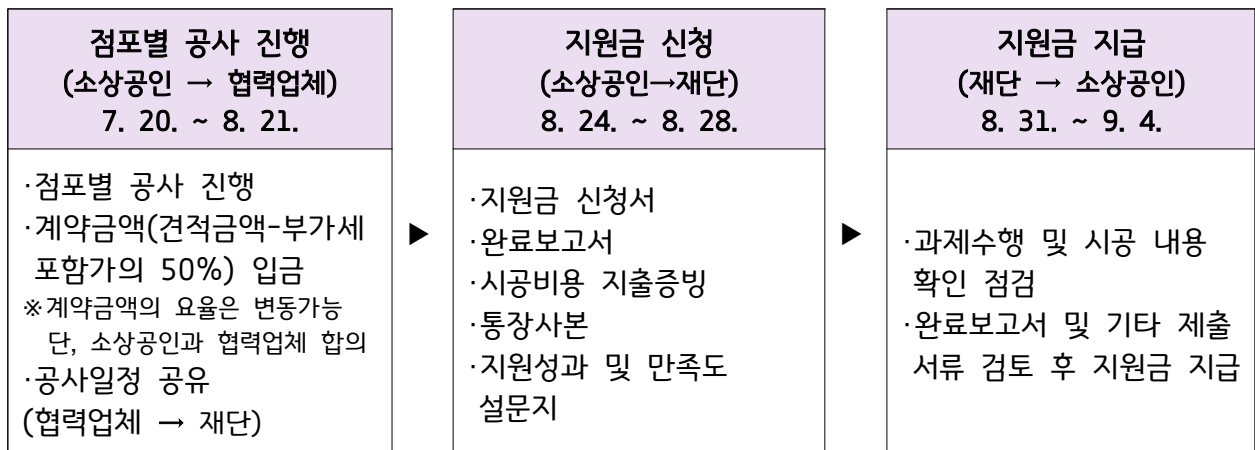 점포별 공사 진행
(소상공인 → 협력업체)
7. 20. ~ 8. 21.
·점포별 공사 진행
·계약금액(견적금액-부가세
포함가의 50%) 입금
※계약금액의 요율은 변동가능
단, 소상공인과 협력업체 합의
·공사일정 공유
(협력업체 → 재단)
▶
지원금 신청
(소상공인→재단)
8. 24. ~ 8. 28.
·지원금 신청서
·완료보고서
·시공비용 지출증빙
·통장사본
·지원성과 및 만족도
설문지
▶
지원금 지급
(재단 → 소상공인)
8. 31. ~ 9. 4.
·과제수행 및 시공 내용
확인 점검
·완료보고서 및 기타 제출
서류 검토 후 지원금 지급